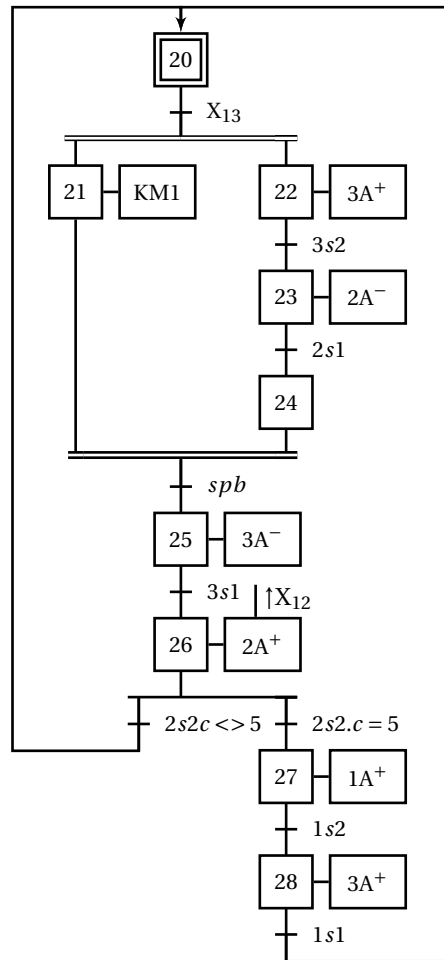 20
X₁₃
21 KM1 22 3A⁺
3s2
23 2A⁻
2s1
24
spb
25 3A⁻
3s1 ↑X₁₂
26 2A⁺
2s2c <> 5 2s2.c = 5
27 1A⁺
1s2
28 3A⁺
1s1